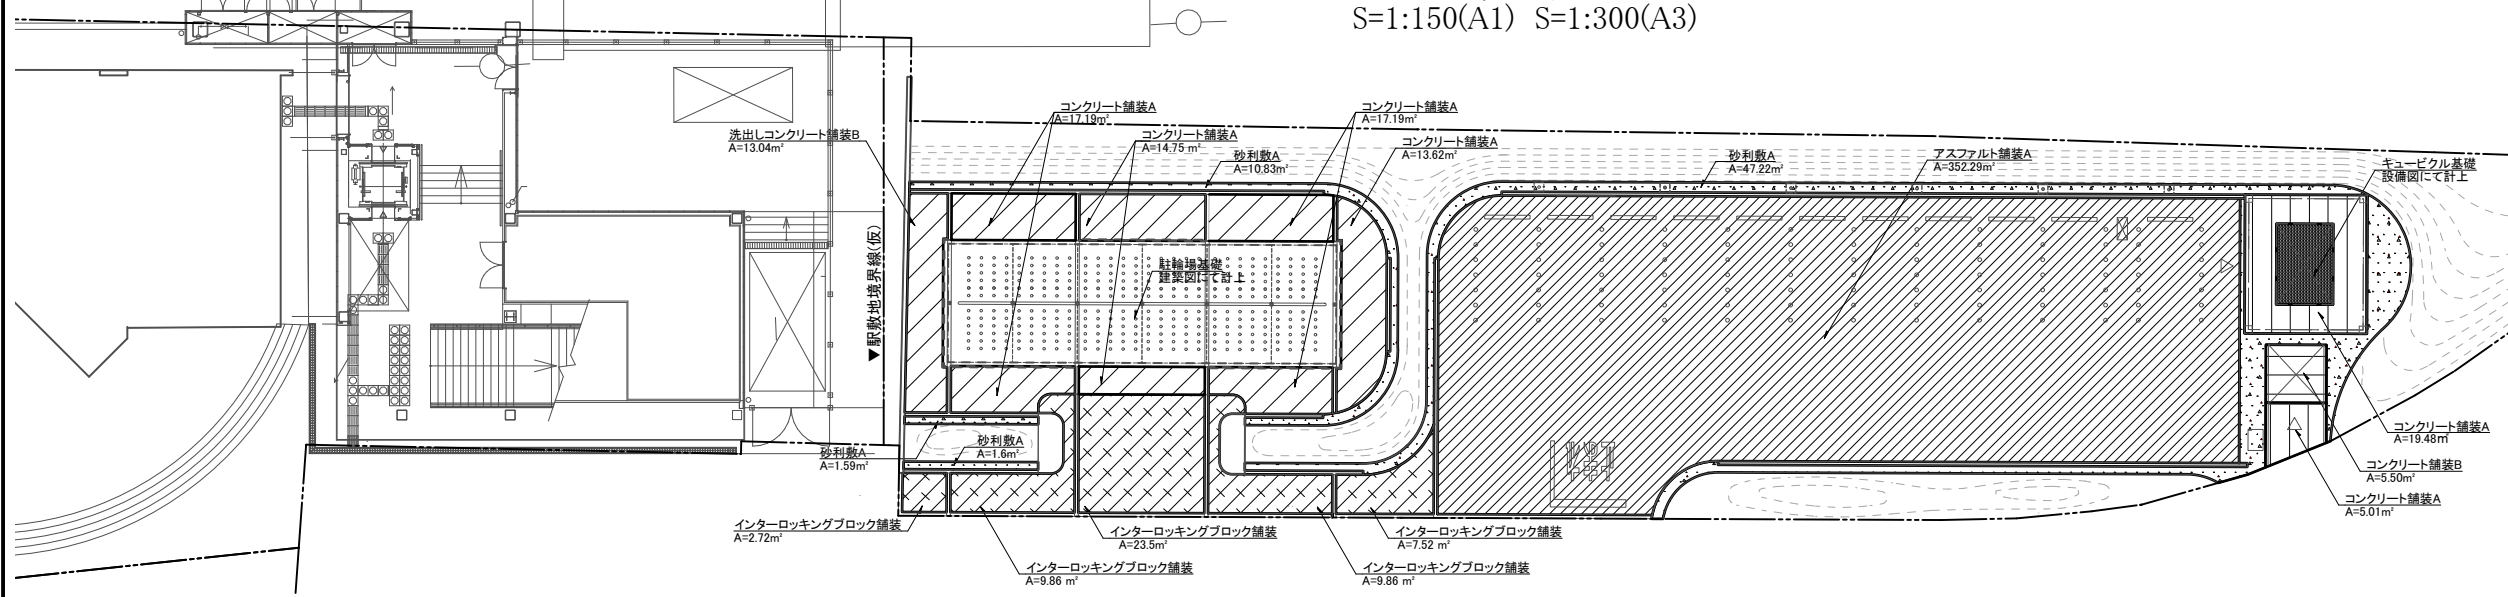 S=1:150(A1) S=1:300(A3)
コンクリート舗装A
A=17.19㎡
洗出しコンクリート舗装B
A=13.04㎡
コンクリート舗装A
A=14.75 ㎡
砂利敷A
A=10.83㎡
コンクリート舗装A
A=17.19㎡
コンクリート舗装A
A=13.62㎡
砂利敷A
A=47.22㎡
アスファルト舗装A
A=352.29㎡
キュービクル基礎
設備図にて計上
▼駅敷地境界線(仮)
駐輪場基礎
建築図にて計上
砂利敷A
A=1.59㎡
砂利敷A
A=1.6㎡
コンクリート舗装A
A=19.48㎡
コンクリート舗装B
A=5.50㎡
コンクリート舗装A
A=5.01㎡
インターロッキングブロック舗装
A=2.72㎡
インターロッキングブロック舗装
A=23.5㎡
インターロッキングブロック舗装
A=7.52 ㎡
インターロッキングブロック舗装
A=9.86 ㎡
インターロッキングブロック舗装
A=9.86 ㎡